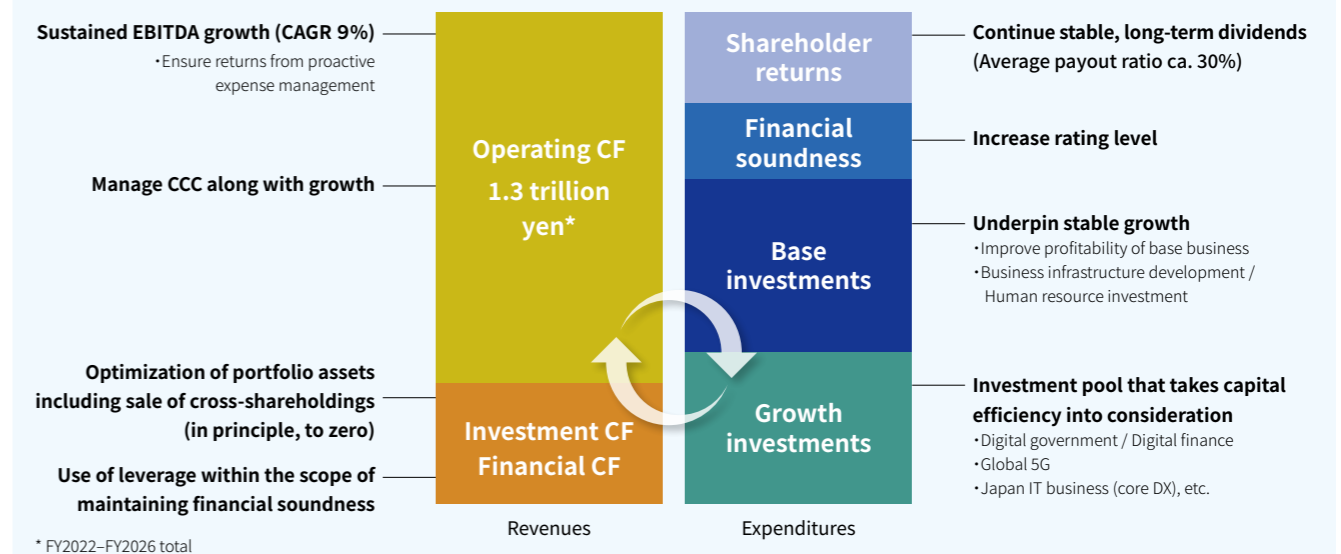 Sustained EBITDA growth (CAGR 9%)
・Ensure returns from proactive
expense management
Manage CCC along with growth
Optimization of portfolio assets
including sale of cross-shareholdings
(in principle, to zero)
Use of leverage within the scope of
maintaining financial soundness
* FY2022–FY2026 total
Operating CF
1.3 trillion
yen*
Investment CF
Financial CF
Revenues
Shareholder
returns
Financial
soundness
Base
investments
Growth
investments
Expenditures
Continue stable, long-term dividends
(Average payout ratio ca. 30%)
Increase rating level
Underpin stable growth
・Improve profitability of base business
・Business infrastructure development /
Human resource investment
Investment pool that takes capital
efficiency into consideration
・Digital government / Digital finance
・Global 5G
・Japan IT business (core DX), etc.